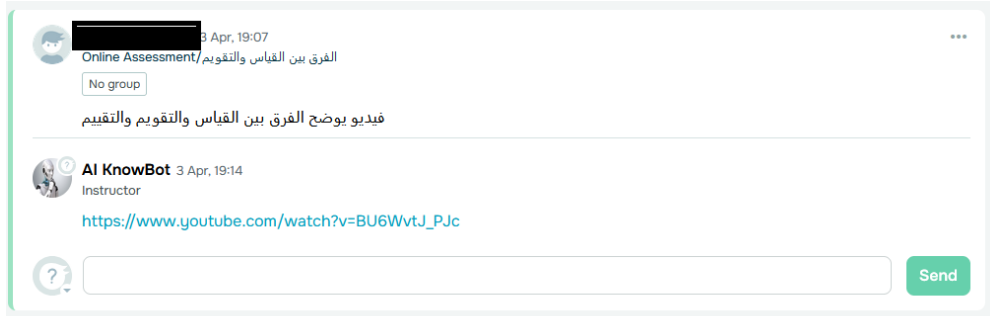 3 Apr, 19:07
Online Assessment/الفرق بين القياس والتقويم
No group
فيديو يوضح الفرق بين القياس والتقويم والتقييم
AI KnowBot 3 Apr, 19:14
Instructor
https://www.youtube.com/watch?v=BU6WvtJ_PJc
Send